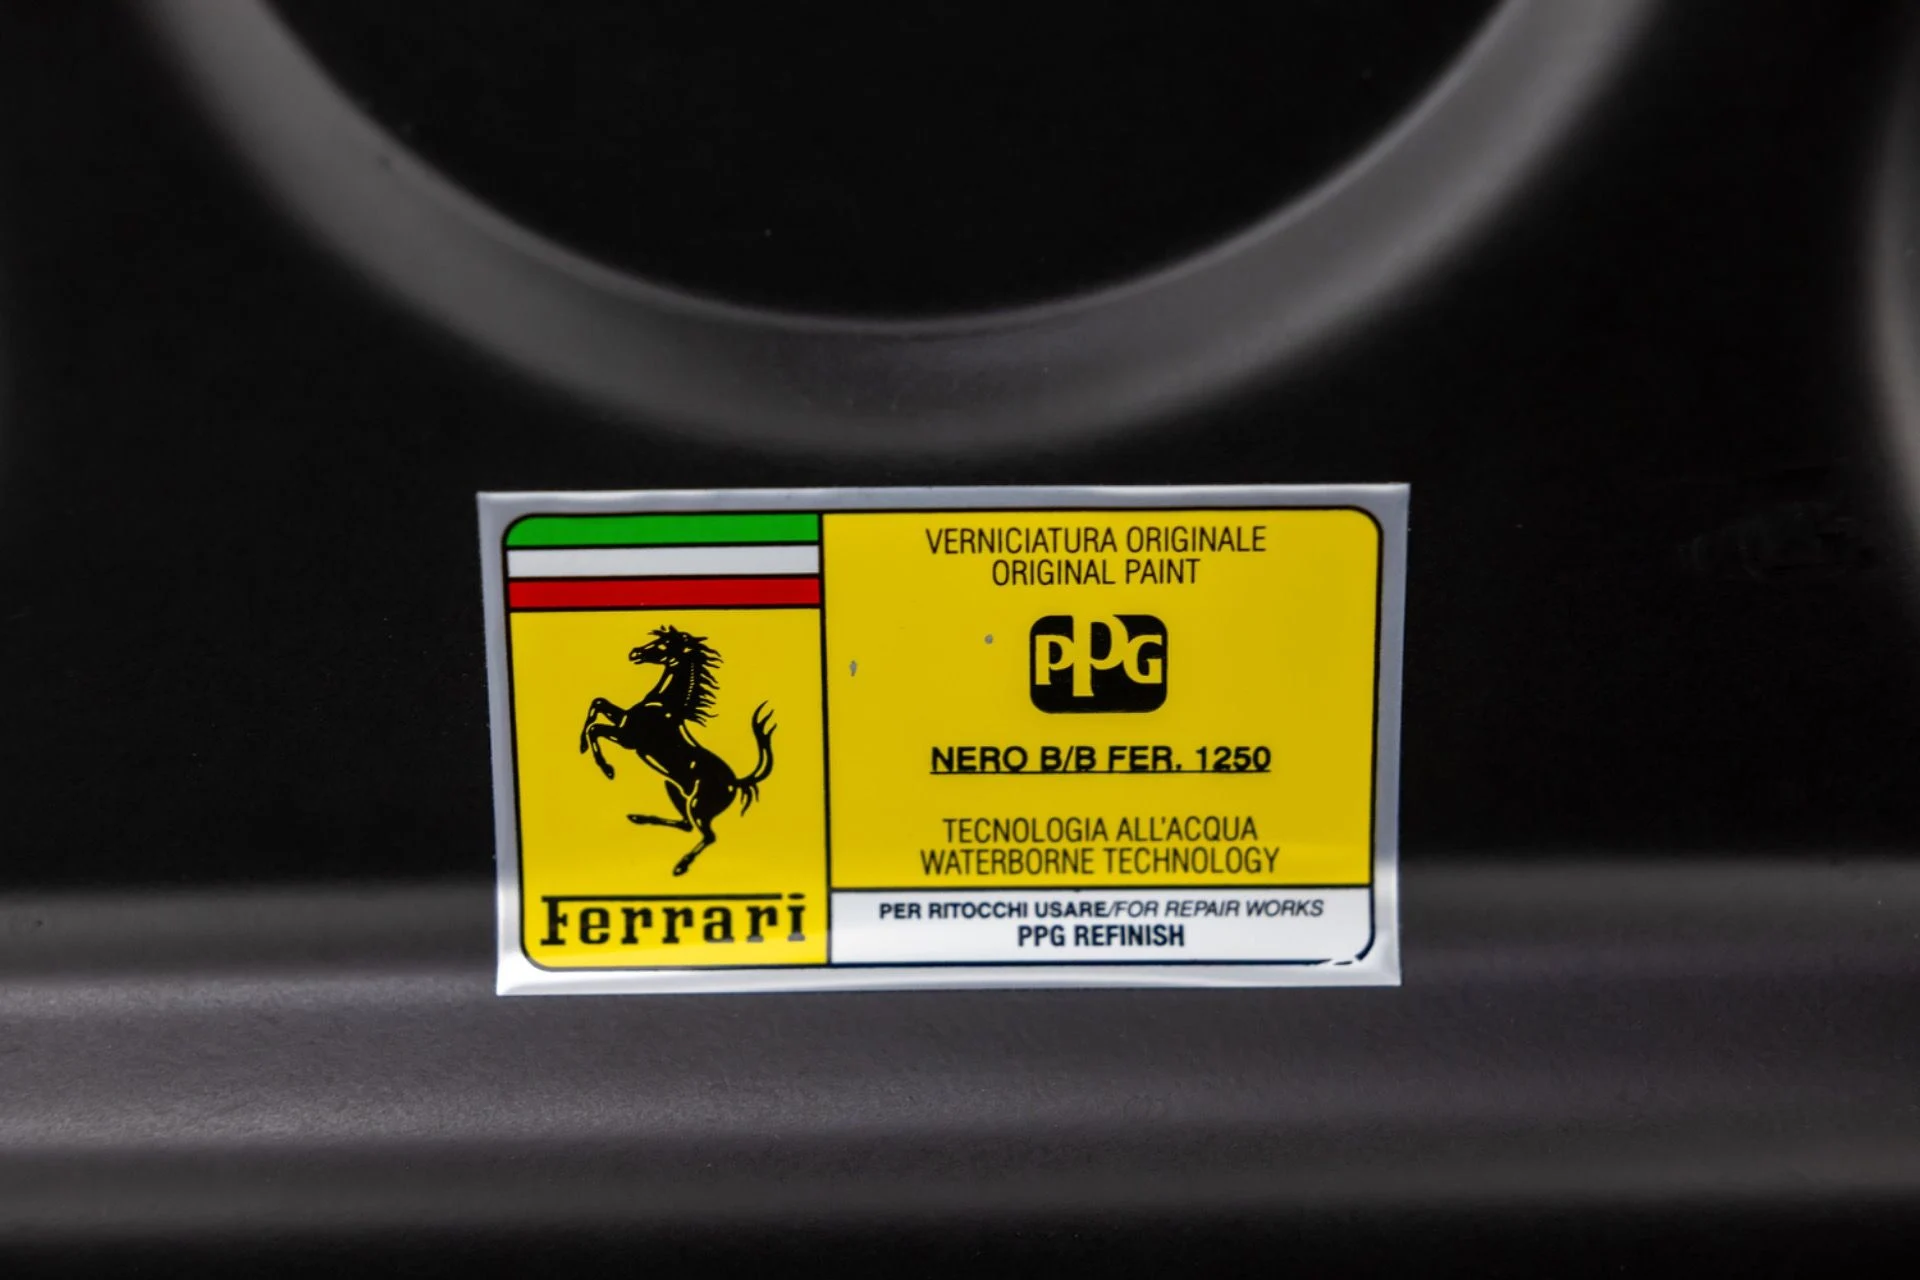 Ferrari
VERNICIATURA ORIGINALE
ORIGINAL PAINT
PPG
NERO B/B FER. 1250
TECNOLOGIA ALL'ACQUA
WATERBORNE TECHNOLOGY
PER RITOCCHI USARE/FOR REPAIR WORKS
PPG REFINISH